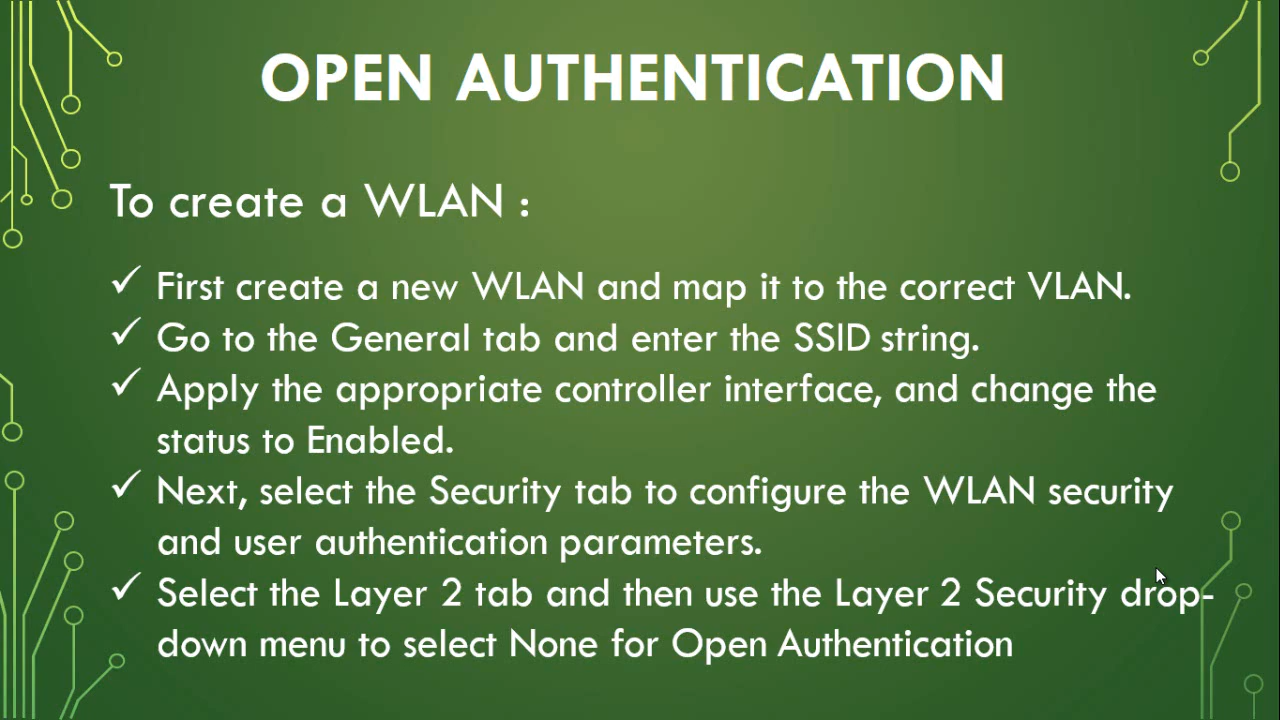 OPEN AUTHENTICATION
To create a WLAN :
✓ First create a new WLAN and map it to the correct VLAN.
✓ Go to the General tab and enter the SSID string.
✓ Apply the appropriate controller interface, and change the
status to Enabled.
✓ Next, select the Security tab to configure the WLAN security
and user authentication parameters.
✓ Select the Layer 2 tab and then use the Layer 2 Security drop-
down menu to select None for Open Authentication